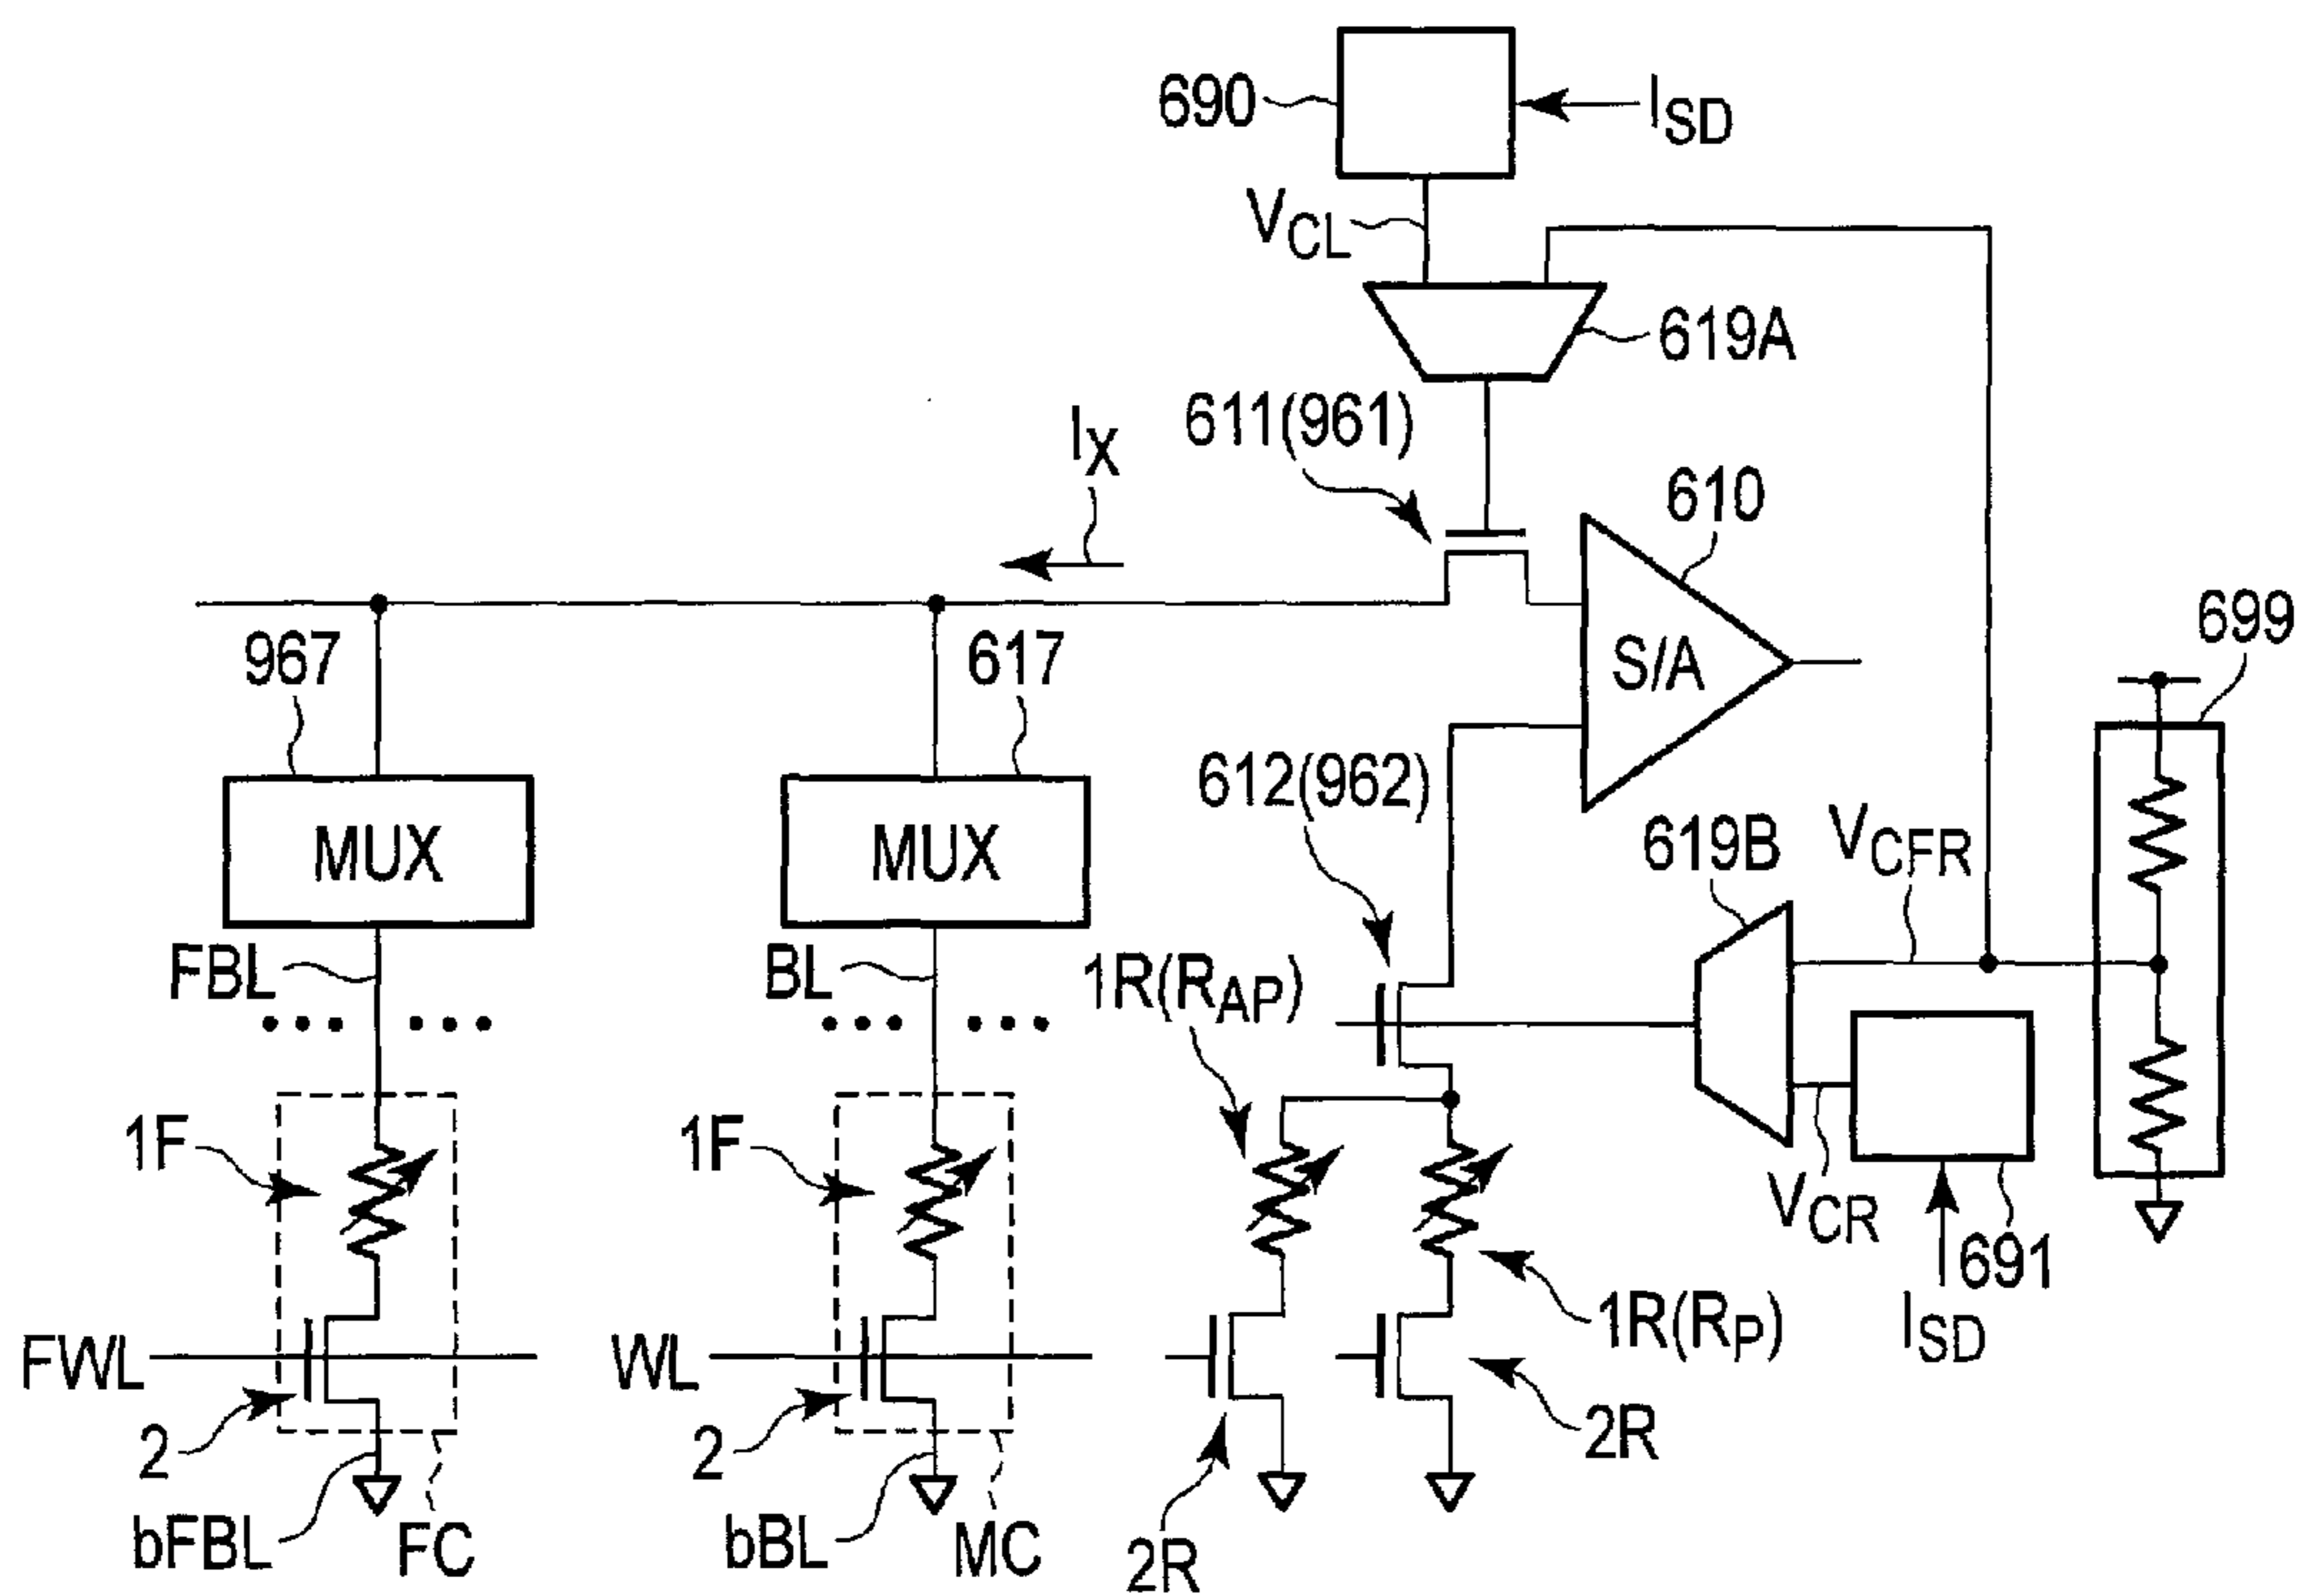 690
I_SD
V_CL
619A
611(961)
I_X
610
S/A
699
967
617
612(962)
MUX
MUX
619B
V_CFR
FBL
BL
1R(R_AP)
1F
1F
V_CR
691
I_SD
1R(R_P)
FWL
WL
2
2
2R
2R
bFBL
FC
bBL
MC